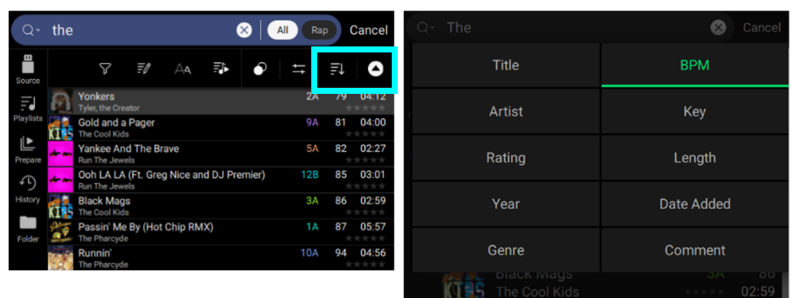 the
All
Rap
Cancel
Source
Playlists
Prepare
History
Folder
AA
Yonkers 2A 79 04:12
Tyler, the Creator
Gold and a Pager 9A 81 04:00
The Cool Kids
Yankee And The Brave 5A 82 02:27
Run The Jewels
Ooh LA LA (Ft. Greg Nice and DJ Premier) 12B 85 03:01
Run The Jewels
Black Mags 3A 86 02:59
The Cool Kids
Passin' Me By (Hot Chip RMX) 1A 87 05:57
The Pharcyde
Runnin' 10A 94 04:56
The Pharcyde
The
Cancel
Title BPM
Artist Key
Rating Length
Year Date Added
Genre Comment
Black Mags 3A 86
The Cool Kids 02:59